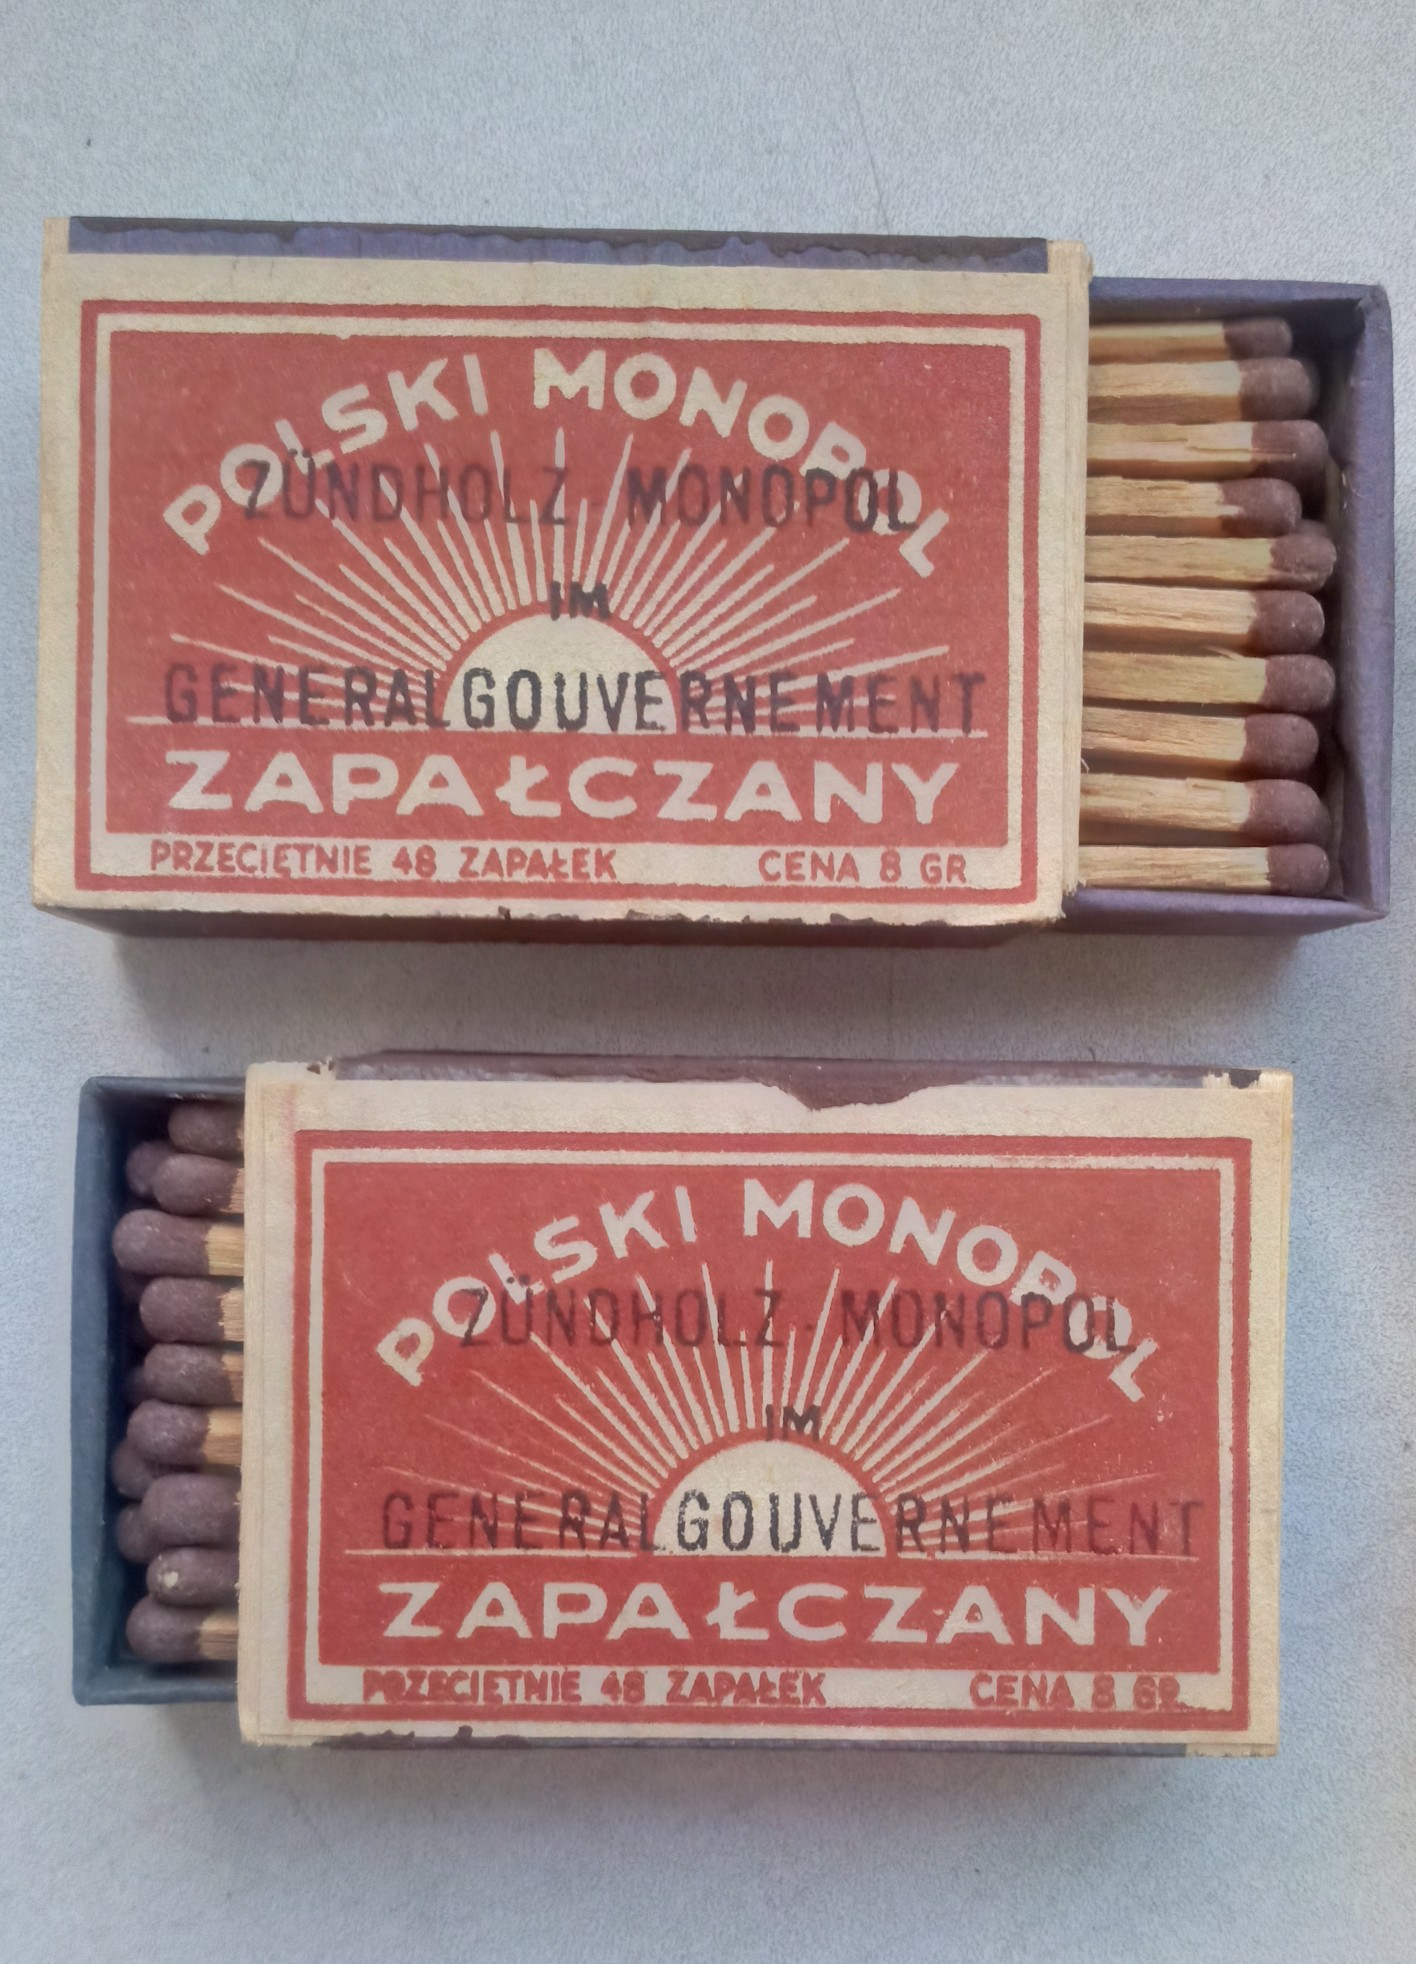 POLSKI MONOPOL
ZÜNDHOLZ - MONOPOL
IM
GENERALGOUVERNEMENT
ZAPAŁCZANY
PRZECIĘTNIE 48 ZAPAŁEK CENA 8 GR
POLSKI MONOPOL
ZÜNDHOLZ - MONOPOL
IM
GENERALGOUVERNEMENT
ZAPAŁCZANY
PRZECIĘTNIE 48 ZAPAŁEK CENA 8 GR